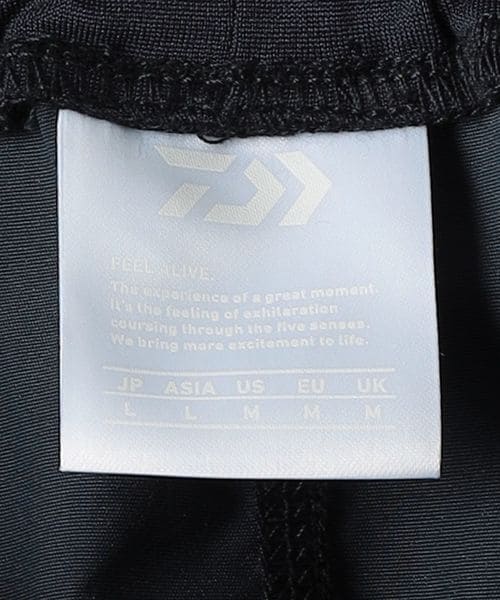 FEEL ALIVE.
The experience of a great moment.
It's the feeling of exhilaration
coursing through the five senses.
We bring more excitement to life.
JP ASIA US EU UK
L L M M M